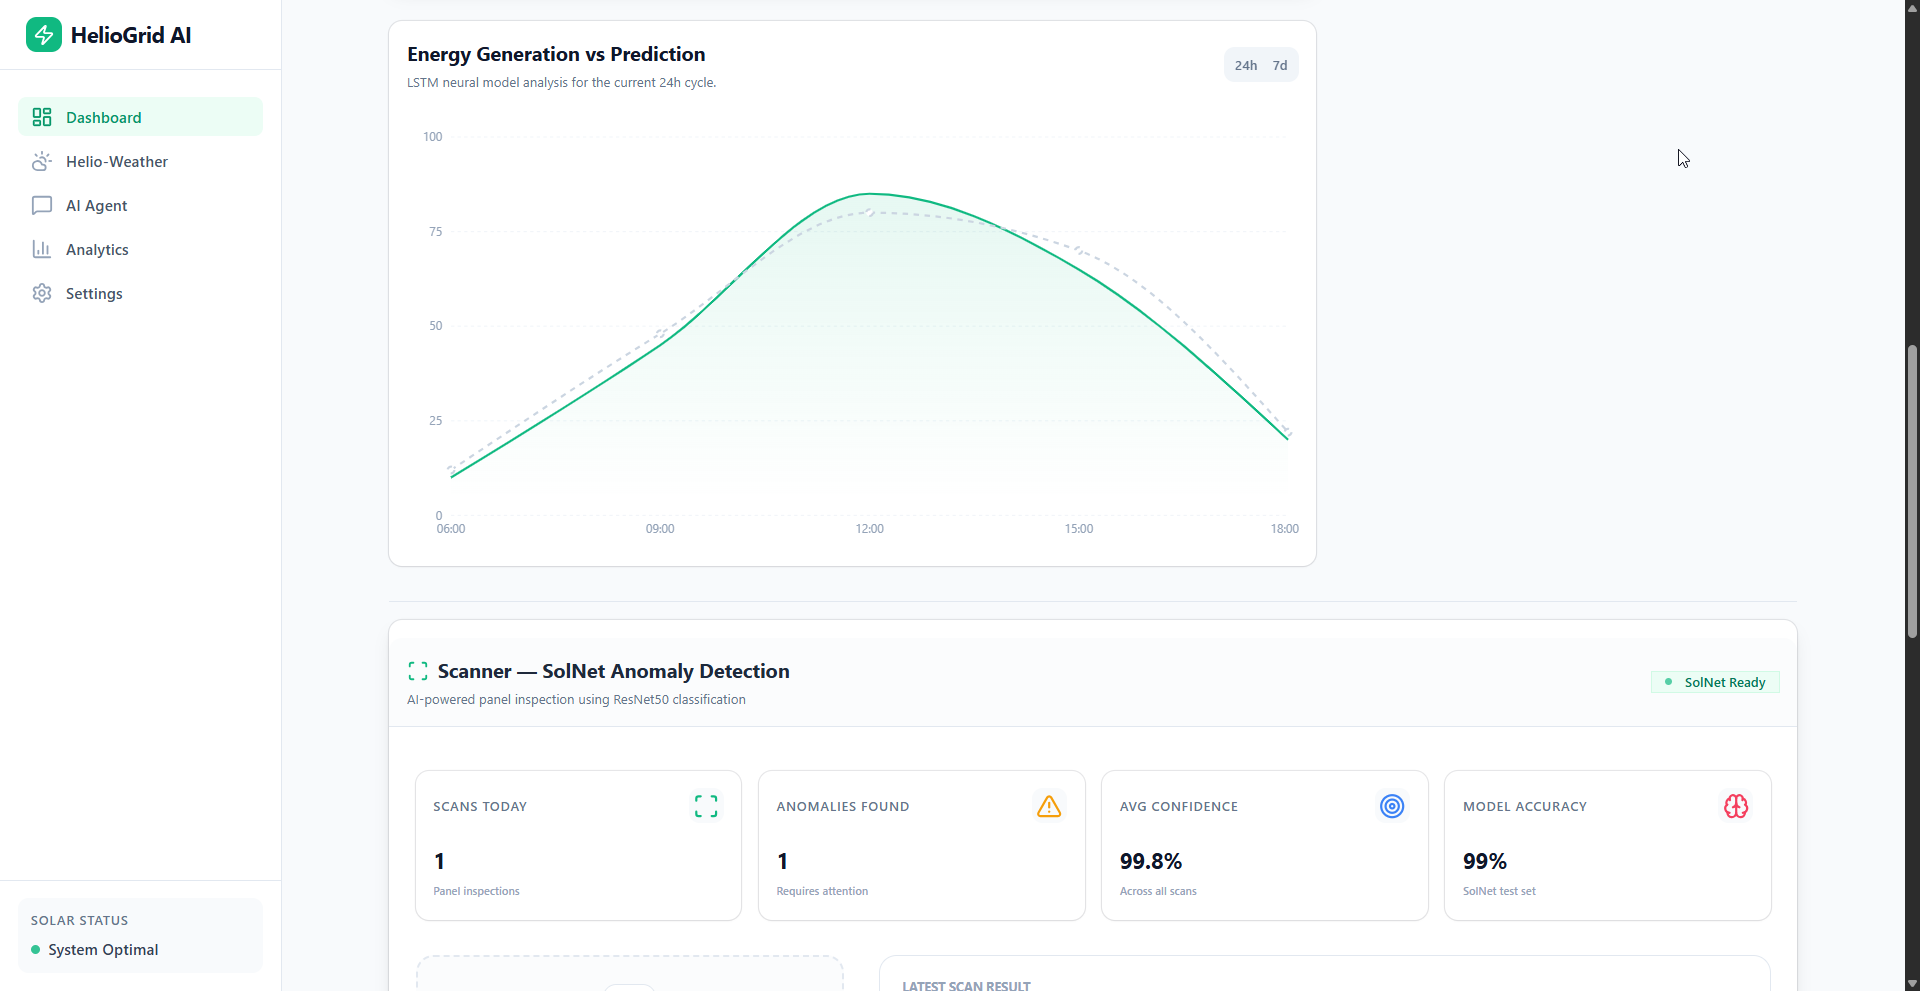 HelioGrid AI
Dashboard
Helio-Weather
AI Agent
Analytics
Settings
SOLAR STATUS
System Optimal
Energy Generation vs Prediction
LSTM neural model analysis for the current 24h cycle.
24h 7d
100
75
50
25
0
06:00 09:00 12:00 15:00 18:00
Scanner — SolNet Anomaly Detection
AI-powered panel inspection using ResNet50 classification
SolNet Ready
SCANS TODAY
1
Panel inspections
ANOMALIES FOUND
1
Requires attention
AVG CONFIDENCE
99.8%
Across all scans
MODEL ACCURACY
99%
SolNet test set
LATEST SCAN RESULT